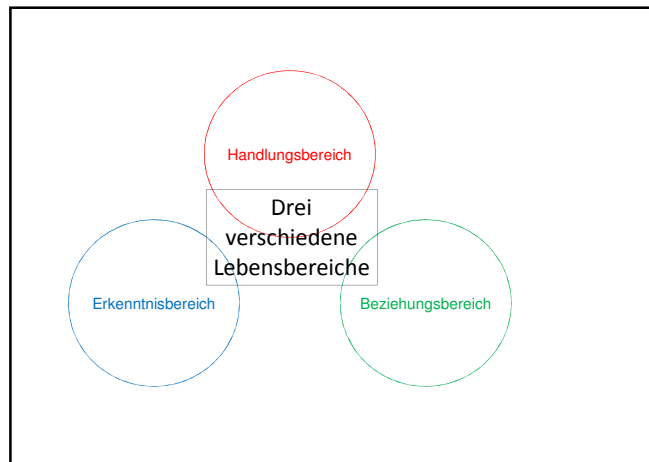 Handlungsbereich
Drei
verschiedene
Lebensbereiche
Erkenntnisbereich
Beziehungsbereich